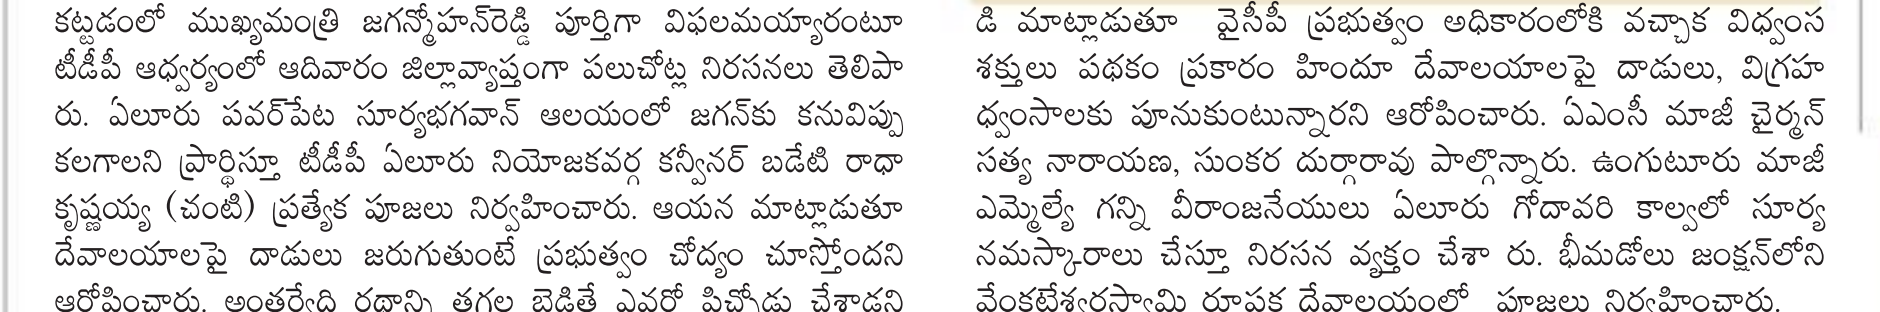 కట్టడంలో ముఖ్యమంత్రి జగన్మోహన్‌రెడ్డి పూర్తిగా విఫలమయ్యారంటూ
టీడీపీ ఆధ్వర్యంలో ఆదివారం జిల్లావ్యాప్తంగా పలుచోట్ల నిరసనలు తెలిపా
రు. ఏలూరు పవర్‌పేట సూర్యభగవాన్ ఆలయంలో జగన్‌కు కనువిప్పు
కలగాలని ప్రార్థిస్తూ టీడీపీ ఏలూరు నియోజకవర్గ కన్వీనర్ బడేటి రాధా
కృష్ణయ్య (చంటి) ప్రత్యేక పూజలు నిర్వహించారు. ఆయన మాట్లాడుతూ
దేవాలయాలపై దాడులు జరుగుతుంటే ప్రభుత్వం చోద్యం చూస్తోందని
ఆరోపించారు. అంతర్వేది రథాన్ని తగల బెడితే ఎవరో పిచ్చోడు చేశాడని
డి మాట్లాడుతూ వైసీపీ ప్రభుత్వం అధికారంలోకి వచ్చాక విధ్వంస
శక్తులు పథకం ప్రకారం హిందూ దేవాలయాలపై దాడులు, విగ్రహ
ధ్వంసాలకు పూనుకుంటున్నారని ఆరోపించారు. ఏఎంసీ మాజీ చైర్మన్
సత్య నారాయణ, సుంకర దుర్గారావు పాల్గొన్నారు. ఉంగుటూరు మాజీ
ఎమ్మెల్యే గన్ని వీరాంజనేయులు ఏలూరు గోదావరి కాల్వలో సూర్య
నమస్కారాలు చేస్తూ నిరసన వ్యక్తం చేశా రు. భీమడోలు జంక్షన్‌లోని
వేంకటేశ్వరస్వామి రూపక దేవాలయంలో పూజలు నిర్వహించారు.